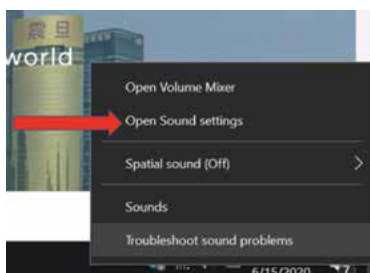 震旦
world
Open Volume Mixer
Open Sound settings
Spatial sound (Off)
Sounds
Troubleshoot sound problems
6/15/2020